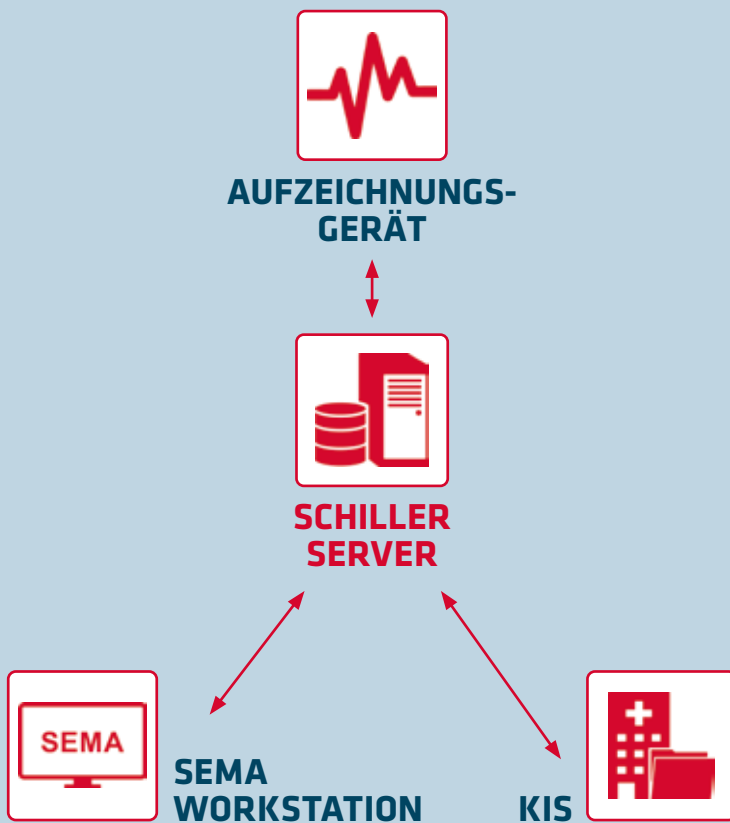 AUFZEICHNUNGS-
GERÄT
SCHILLER
SERVER
SEMA
SEMA
WORKSTATION
KIS